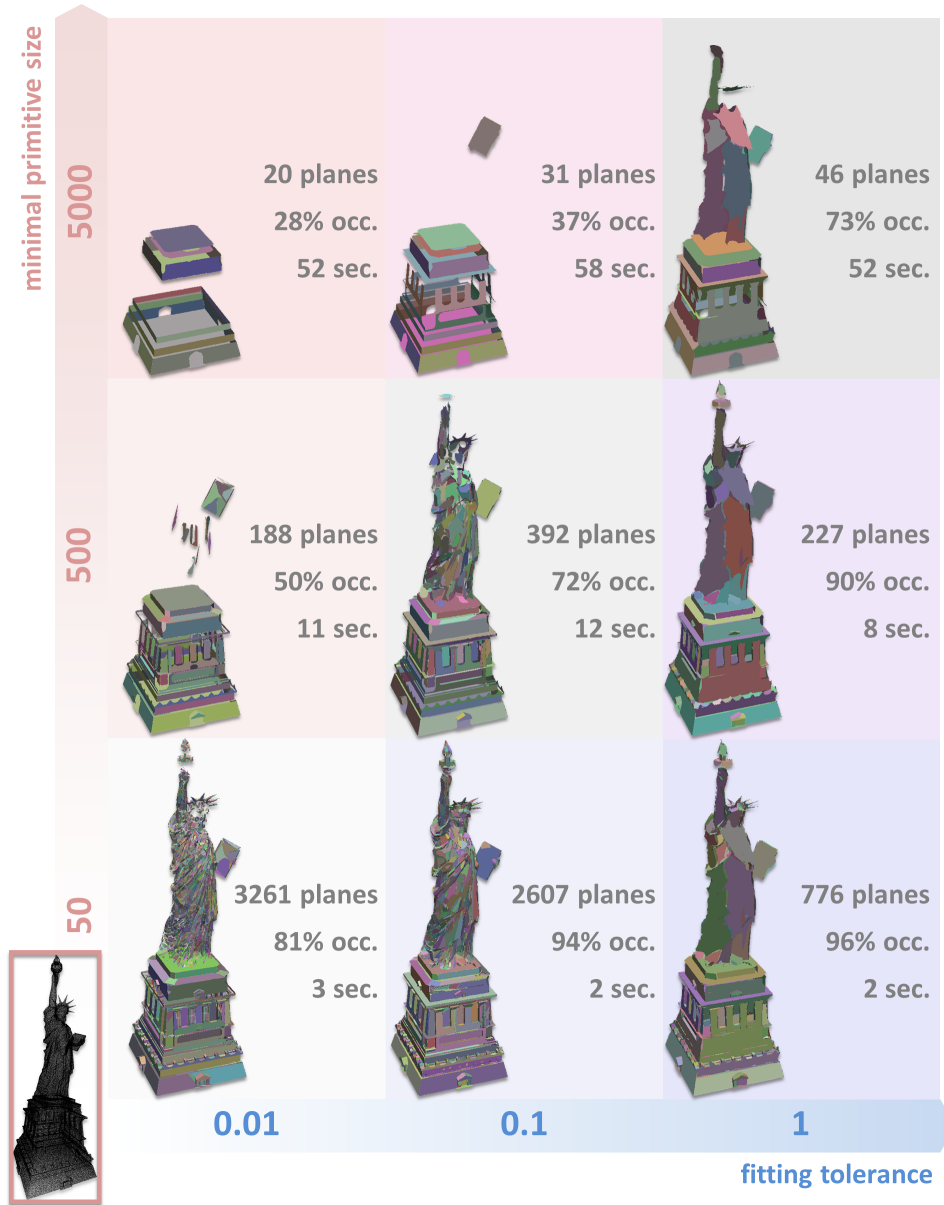 minimal primitive size
5000
20 planes
28% occ.
52 sec.
31 planes
37% occ.
58 sec.
46 planes
73% occ.
52 sec.
500
188 planes
50% occ.
11 sec.
392 planes
72% occ.
12 sec.
227 planes
90% occ.
8 sec.
50
3261 planes
81% occ.
3 sec.
2607 planes
94% occ.
2 sec.
776 planes
96% occ.
2 sec.
0.01
0.1
1
fitting tolerance